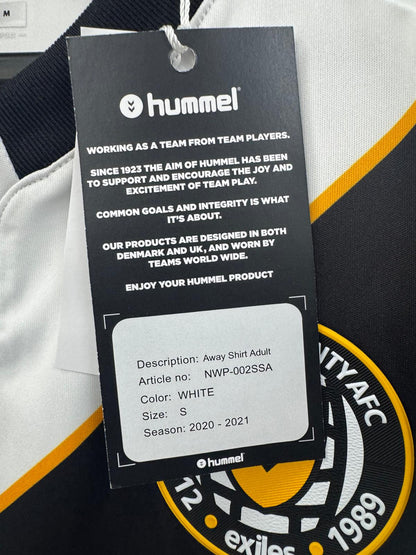 M
hummel®
WORKING AS A TEAM FROM TEAM PLAYERS.
SINCE 1923 THE AIM OF HUMMEL HAS BEEN
TO SUPPORT AND ENCOURAGE THE JOY AND
EXCITEMENT OF TEAM PLAY.
COMMON GOALS AND INTEGRITY IS WHAT
IT'S ABOUT.
OUR PRODUCTS ARE DESIGNED IN BOTH
DENMARK AND UK, AND WORN BY
TEAMS WORLD WIDE.
ENJOY YOUR HUMMEL PRODUCT
Description: Away Shirt Adult
Article no: NWP-002SSA
Color: WHITE
Size: S
Season: 2020 - 2021
hummel
NTY AFC
12
exiles
1989